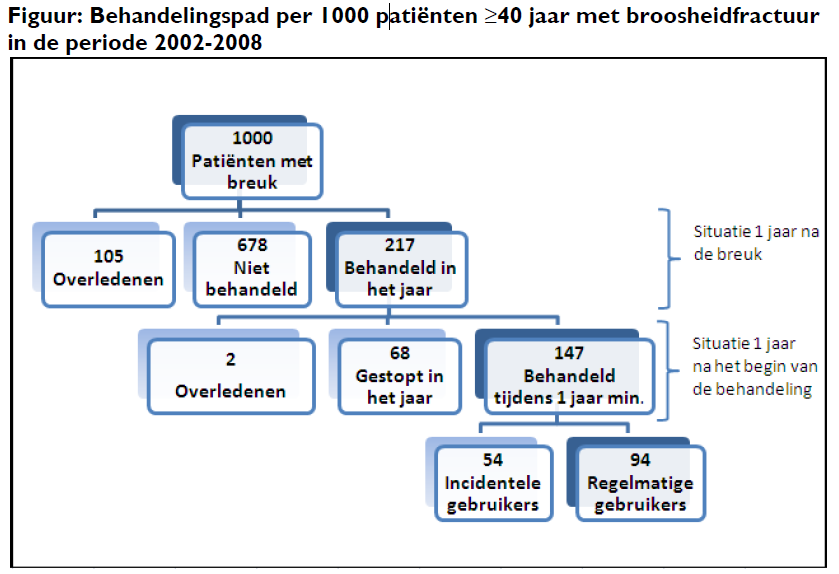 Figuur: Behandelingspad per 1000 patiënten ≥40 jaar met broosheidfractuur
in de periode 2002-2008
1000
Patiënten met
breuk
105
Overledenen
678
Niet
behandeld
217
Behandeld in
het jaar
Situatie 1 jaar na
de breuk
2
Overledenen
68
Gestopt in
het jaar
147
Behandeld
tijdens 1 jaar min.
Situatie 1 jaar
na het begin van
de behandeling
54
Incidentele
gebruikers
94
Regelmatige
gebruikers